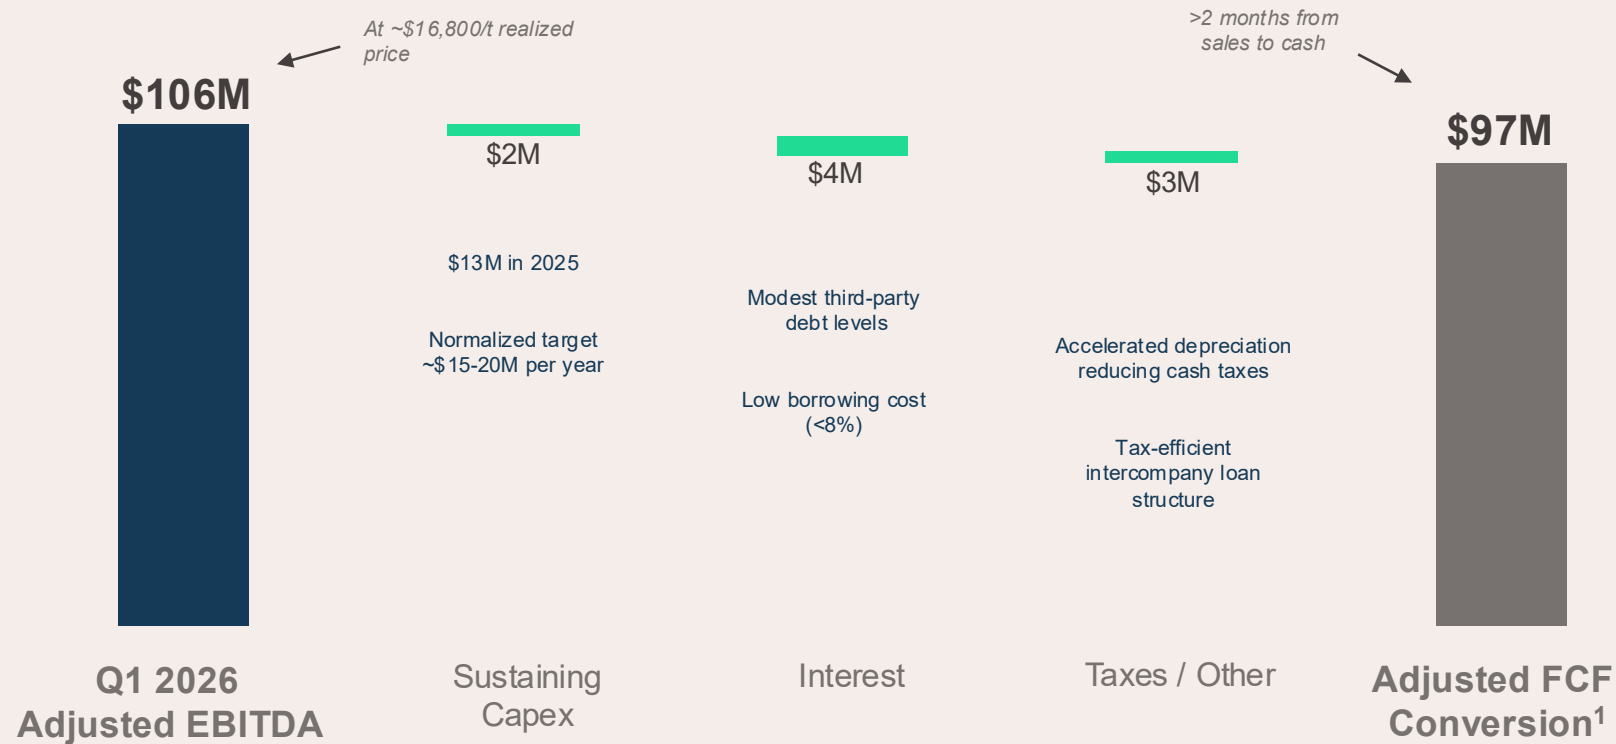 At ~$16,800/t realized
price
>2 months from
sales to cash
$106M
$2M
$4M
$3M
$97M
$13M in 2025
Normalized target
~$15-20M per year
Modest third-party
debt levels
Low borrowing cost
(<8%)
Accelerated depreciation
reducing cash taxes
Tax-efficient
intercompany loan
structure
Q1 2026
Adjusted EBITDA
Sustaining
Capex
Interest
Taxes / Other
Adjusted FCF
Conversion¹